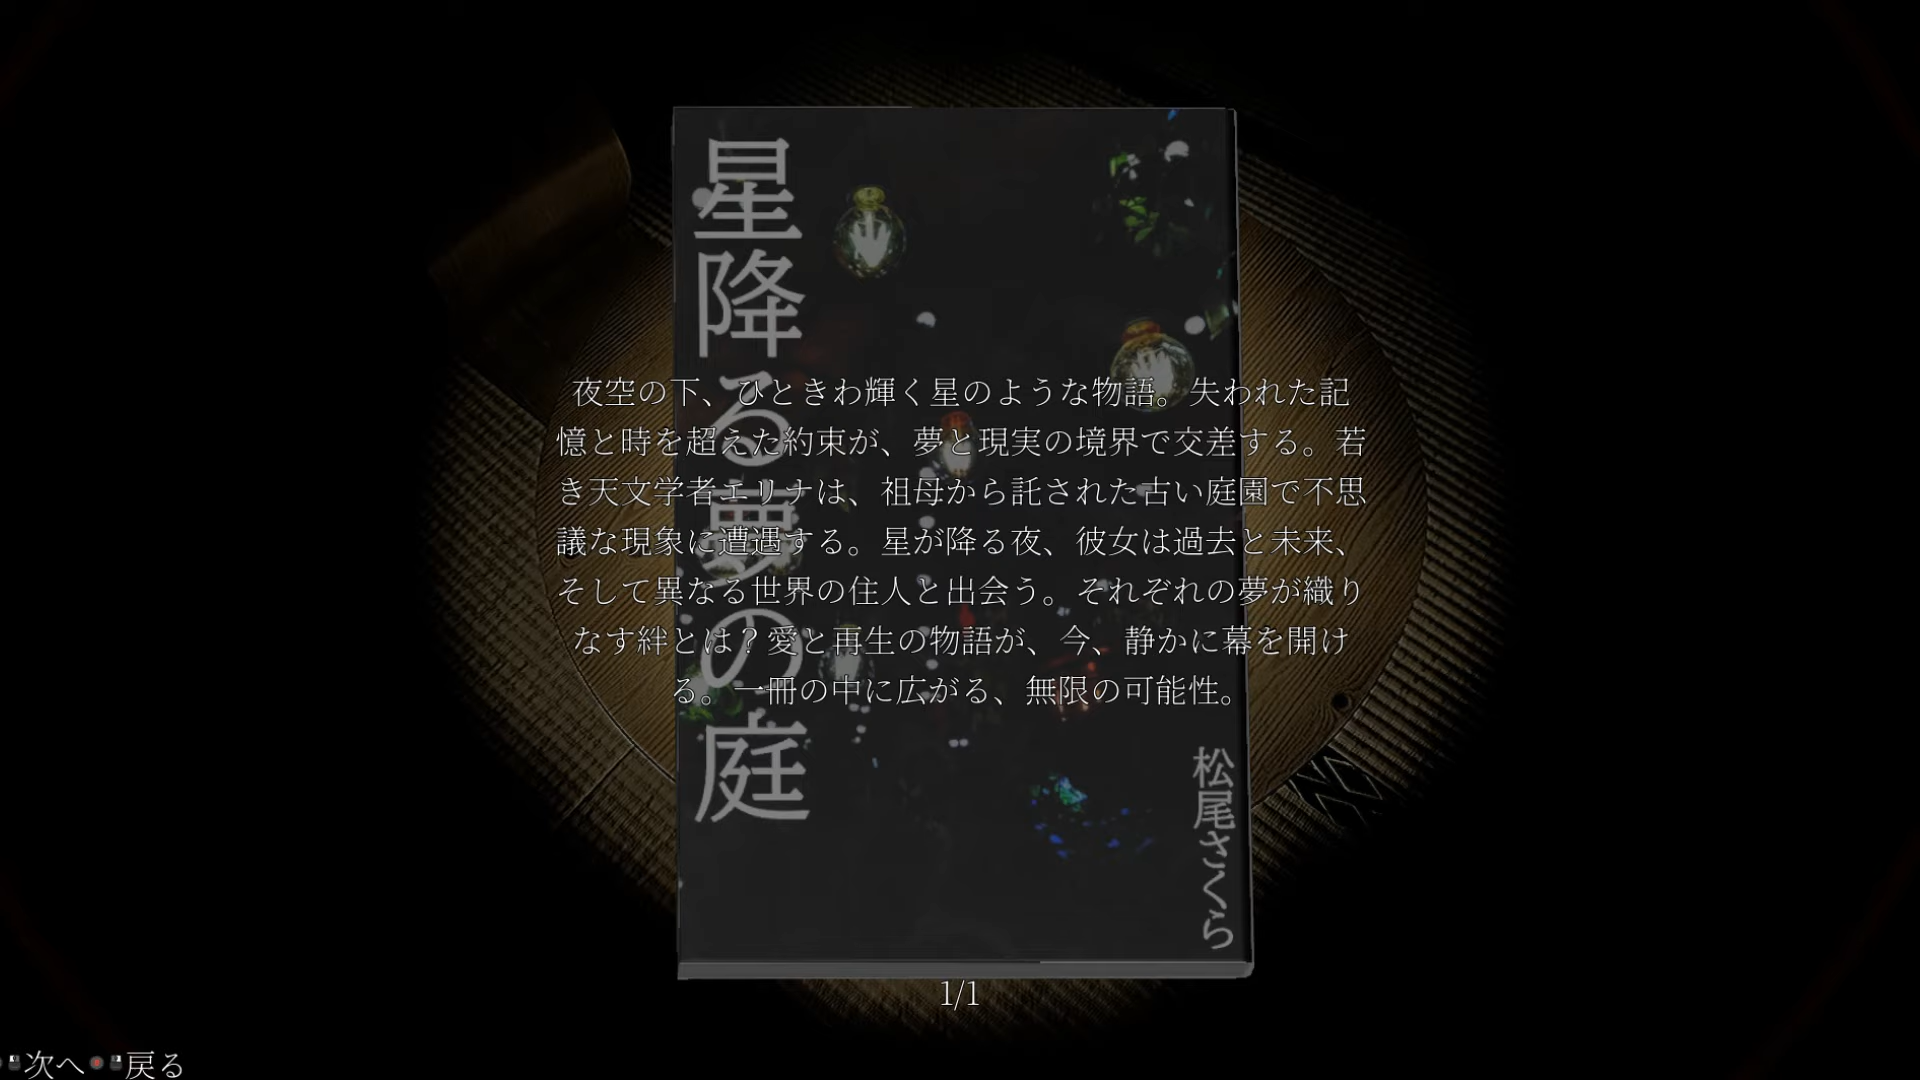 星降る夢の庭
夜空の下、ひときわ輝く星のような物語。失われた記
憶と時を超えた約束が、夢と現実の境界で交差する。若
き天文学者エリナは、祖母から託された古い庭園で不思
議な現象に遭遇する。星が降る夜、彼女は過去と未来、
そして異なる世界の住人と出会う。それぞれの夢が織り
なす絆とは？愛と再生の物語が、今、静かに幕を開け
る。一冊の中に広がる、無限の可能性。
松尾さくら
1/1
次へ 戻る